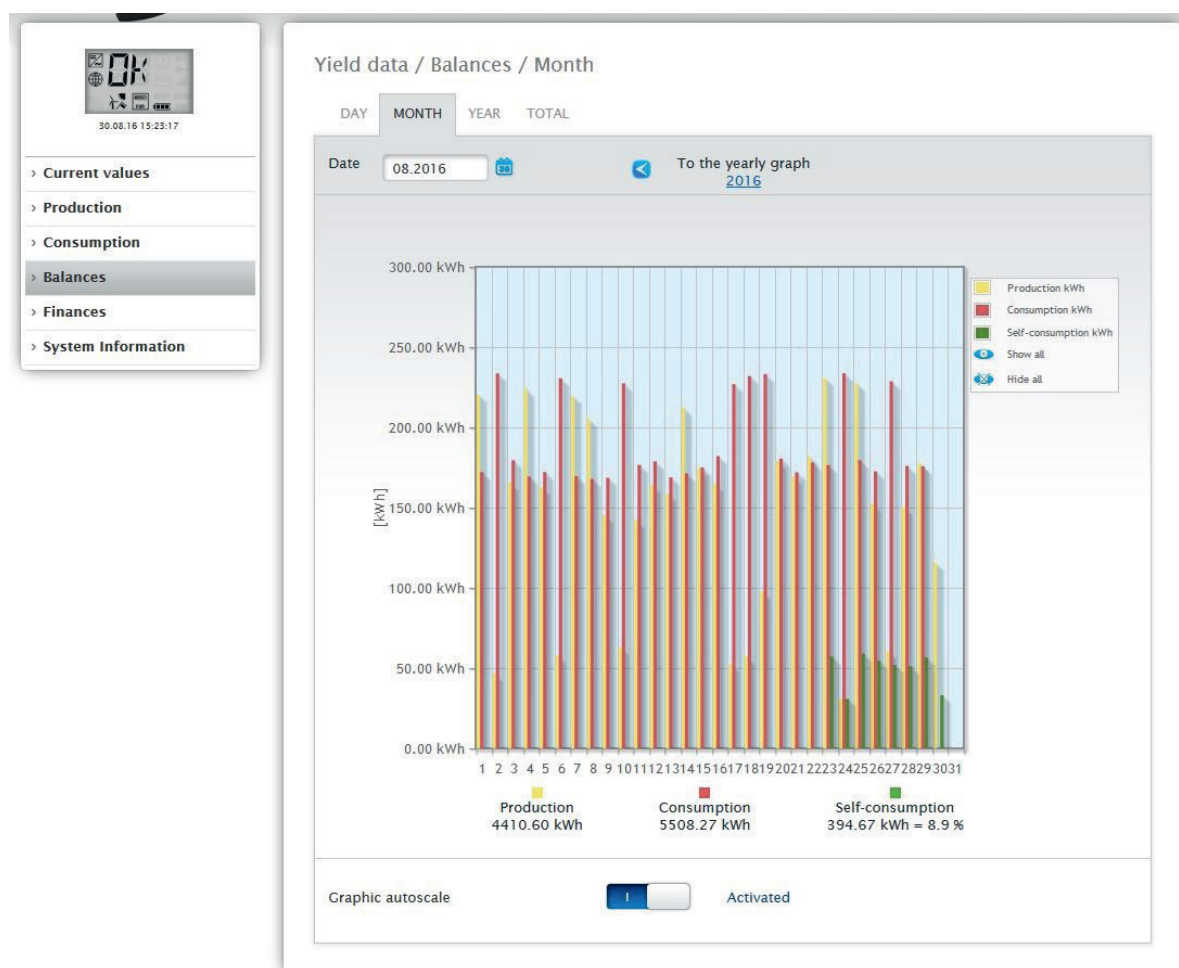 OK
30.08.16 15:23:17
Current values
Production
Consumption
Balances
Finances
System Information
Yield data / Balances / Month
DAY MONTH YEAR TOTAL
Date 08.2016 30 To the yearly graph
2016
300.00 kWh
250.00 kWh
200.00 kWh
150.00 kWh
100.00 kWh
50.00 kWh
0.00 kWh
[kWh]
Production kWh
Consumption kWh
Self-consumption kWh
Show all
Hide all
1 2 3 4 5 6 7 8 9 10 11 12 13 14 15 16 17 18 19 20 21 22 23 24 25 26 27 28 29 30 31
Production Consumption Self-consumption
4410.60 kWh 5508.27 kWh 394.67 kWh = 8.9 %
Graphic autoscale I Activated